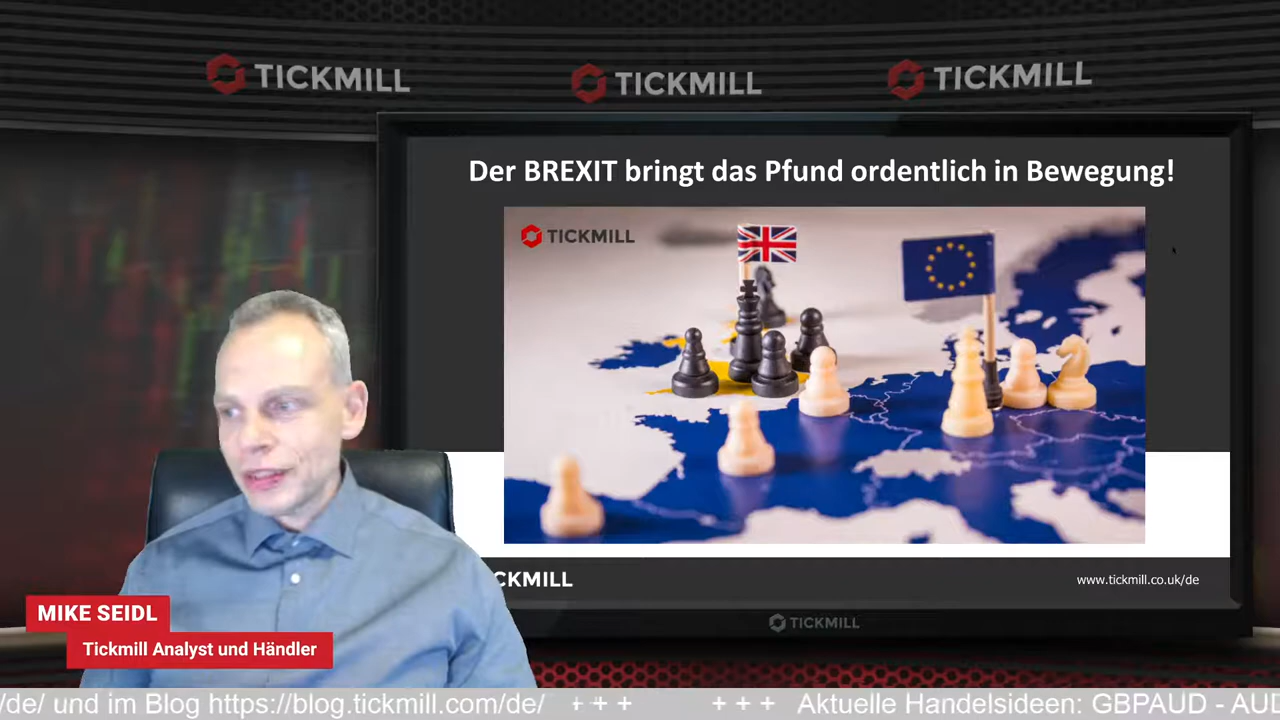 TICKMILL
TICKMILL
TICKMILL
Der BREXIT bringt das Pfund ordentlich in Bewegung!
TICKMILL
CKMILL
www.tickmill.co.uk/de
TICKMILL
MIKE SEIDL
Tickmill Analyst und Händler
/de/ und im Blog https://blog.tickmill.com/de/ +++ +++ Aktuelle Handelsideen: GBPAUD - AUD